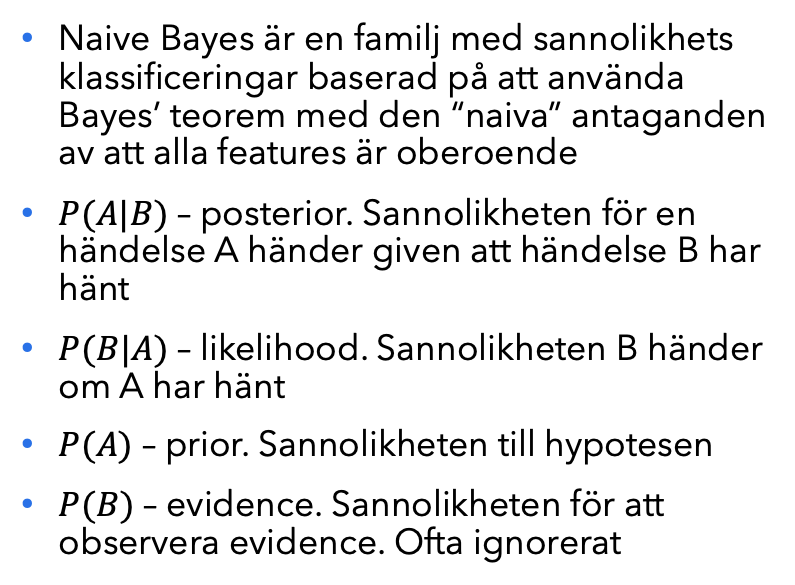 • Naive Bayes är en familj med sannolikhets
klassificeringar baserad på att använda
Bayes’ teorem med den “naiva” antaganden
av att alla features är oberoende
• P(A|B) – posterior. Sannolikheten för en
händelse A händer given att händelse B har
hänt
• P(B|A) – likelihood. Sannolikheten B händer
om A har hänt
• P(A) – prior. Sannolikheten till hypotesen
• P(B) – evidence. Sannolikheten för att
observera evidence. Ofta ignorerat